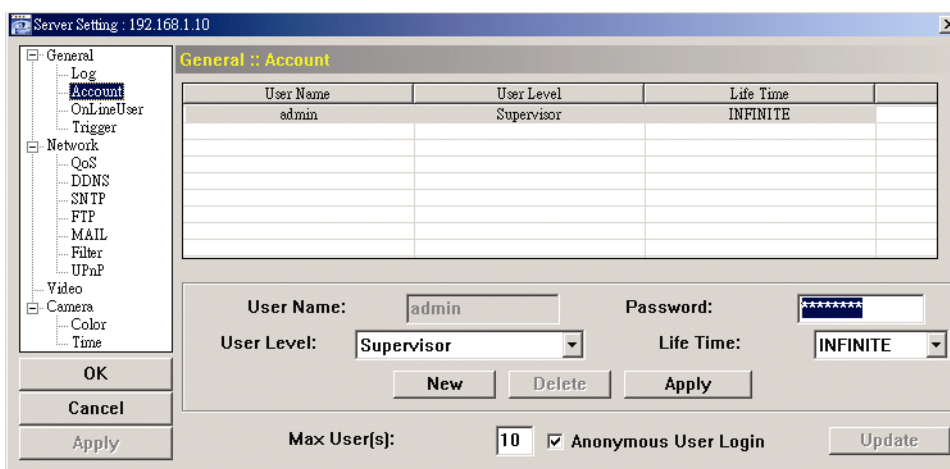 Server Setting : 192.168.1.10
General
Log
Account
OnLineUser
Trigger
Network
QoS
DDNS
SNTP
FTP
MAIL
Filter
UPnP
Video
Camera
Color
Time
OK
Cancel
Apply
General :: Account
User Name User Level Life Time
admin Supervisor INFINITE
User Name: admin Password: ********
User Level: Supervisor Life Time: INFINITE
New Delete Apply
Max User(s): 10 Anonymous User Login Update